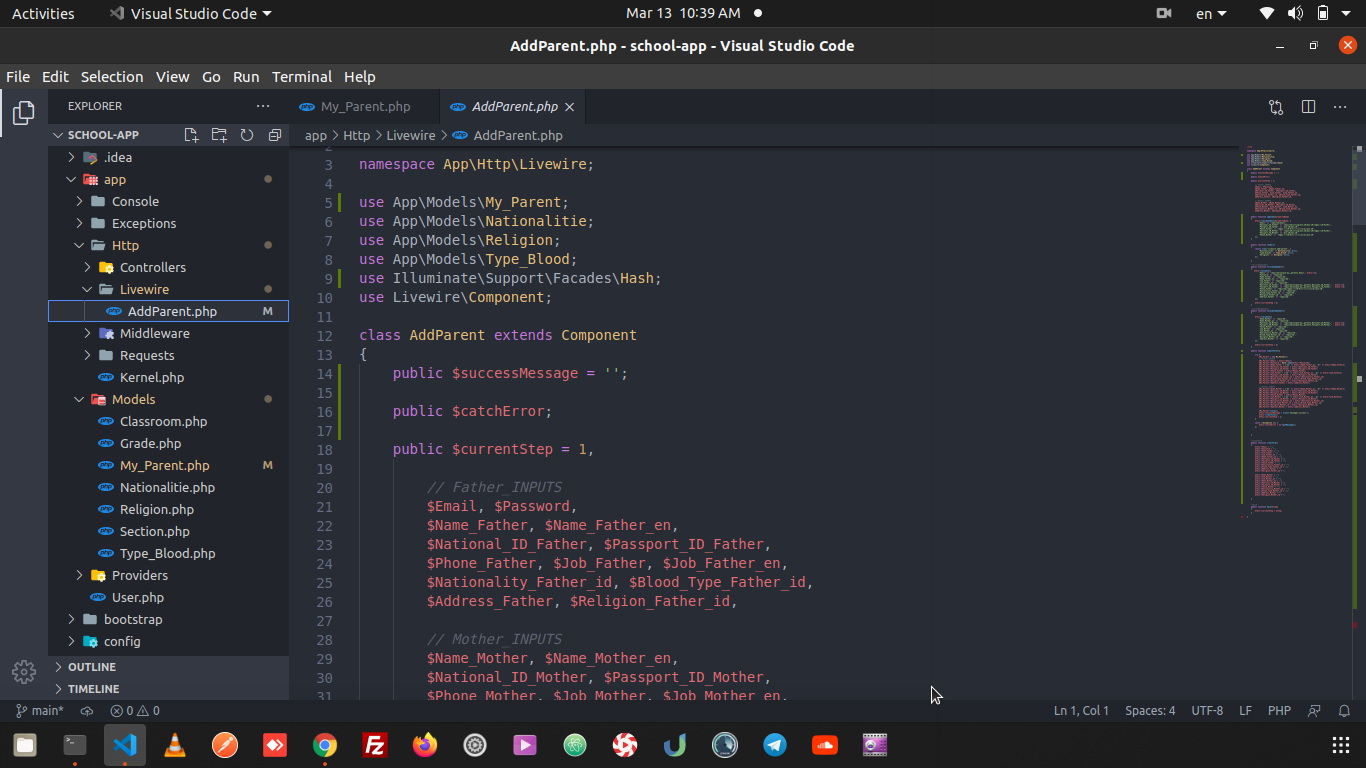 Activities
Visual Studio Code
Mar 13 10:39 AM
en
AddParent.php - school-app - Visual Studio Code
File Edit Selection View Go Run Terminal Help
EXPLORER
SCHOOL-APP
.idea
app
Console
Exceptions
Http
Controllers
Livewire
AddParent.php M
Middleware
Requests
Kernel.php
Models
Classroom.php
Grade.php
My_Parent.php M
Nationalitie.php
Religion.php
Section.php
Type_Blood.php
Providers
User.php
bootstrap
config
OUTLINE
TIMELINE
My_Parent.php
AddParent.php
app > Http > Livewire > AddParent.php
2
3 namespace App\Http\Livewire;
4
5 use App\Models\My_Parent;
6 use App\Models\Nationalitie;
7 use App\Models\Religion;
8 use App\Models\Type_Blood;
9 use Illuminate\Support\Facades\Hash;
10 use Livewire\Component;
11
12 class AddParent extends Component
13 {
14 public $successMessage = '';
15
16 public $catchError;
17
18 public $currentStep = 1,
19
20 // Father_INPUTS
21 $Email, $Password,
22 $Name_Father, $Name_Father_en,
23 $National_ID_Father, $Passport_ID_Father,
24 $Phone_Father, $Job_Father, $Job_Father_en,
25 $Nationality_Father_id, $Blood_Type_Father_id,
26 $Address_Father, $Religion_Father_id,
27
28 // Mother_INPUTS
29 $Name_Mother, $Name_Mother_en,
30 $National_ID_Mother, $Passport_ID_Mother,
31 $Phone_Mother, $Job_Mother, $Job_Mother_en,
main* 0 0 Ln 1, Col 1 Spaces: 4 UTF-8 LF PHP